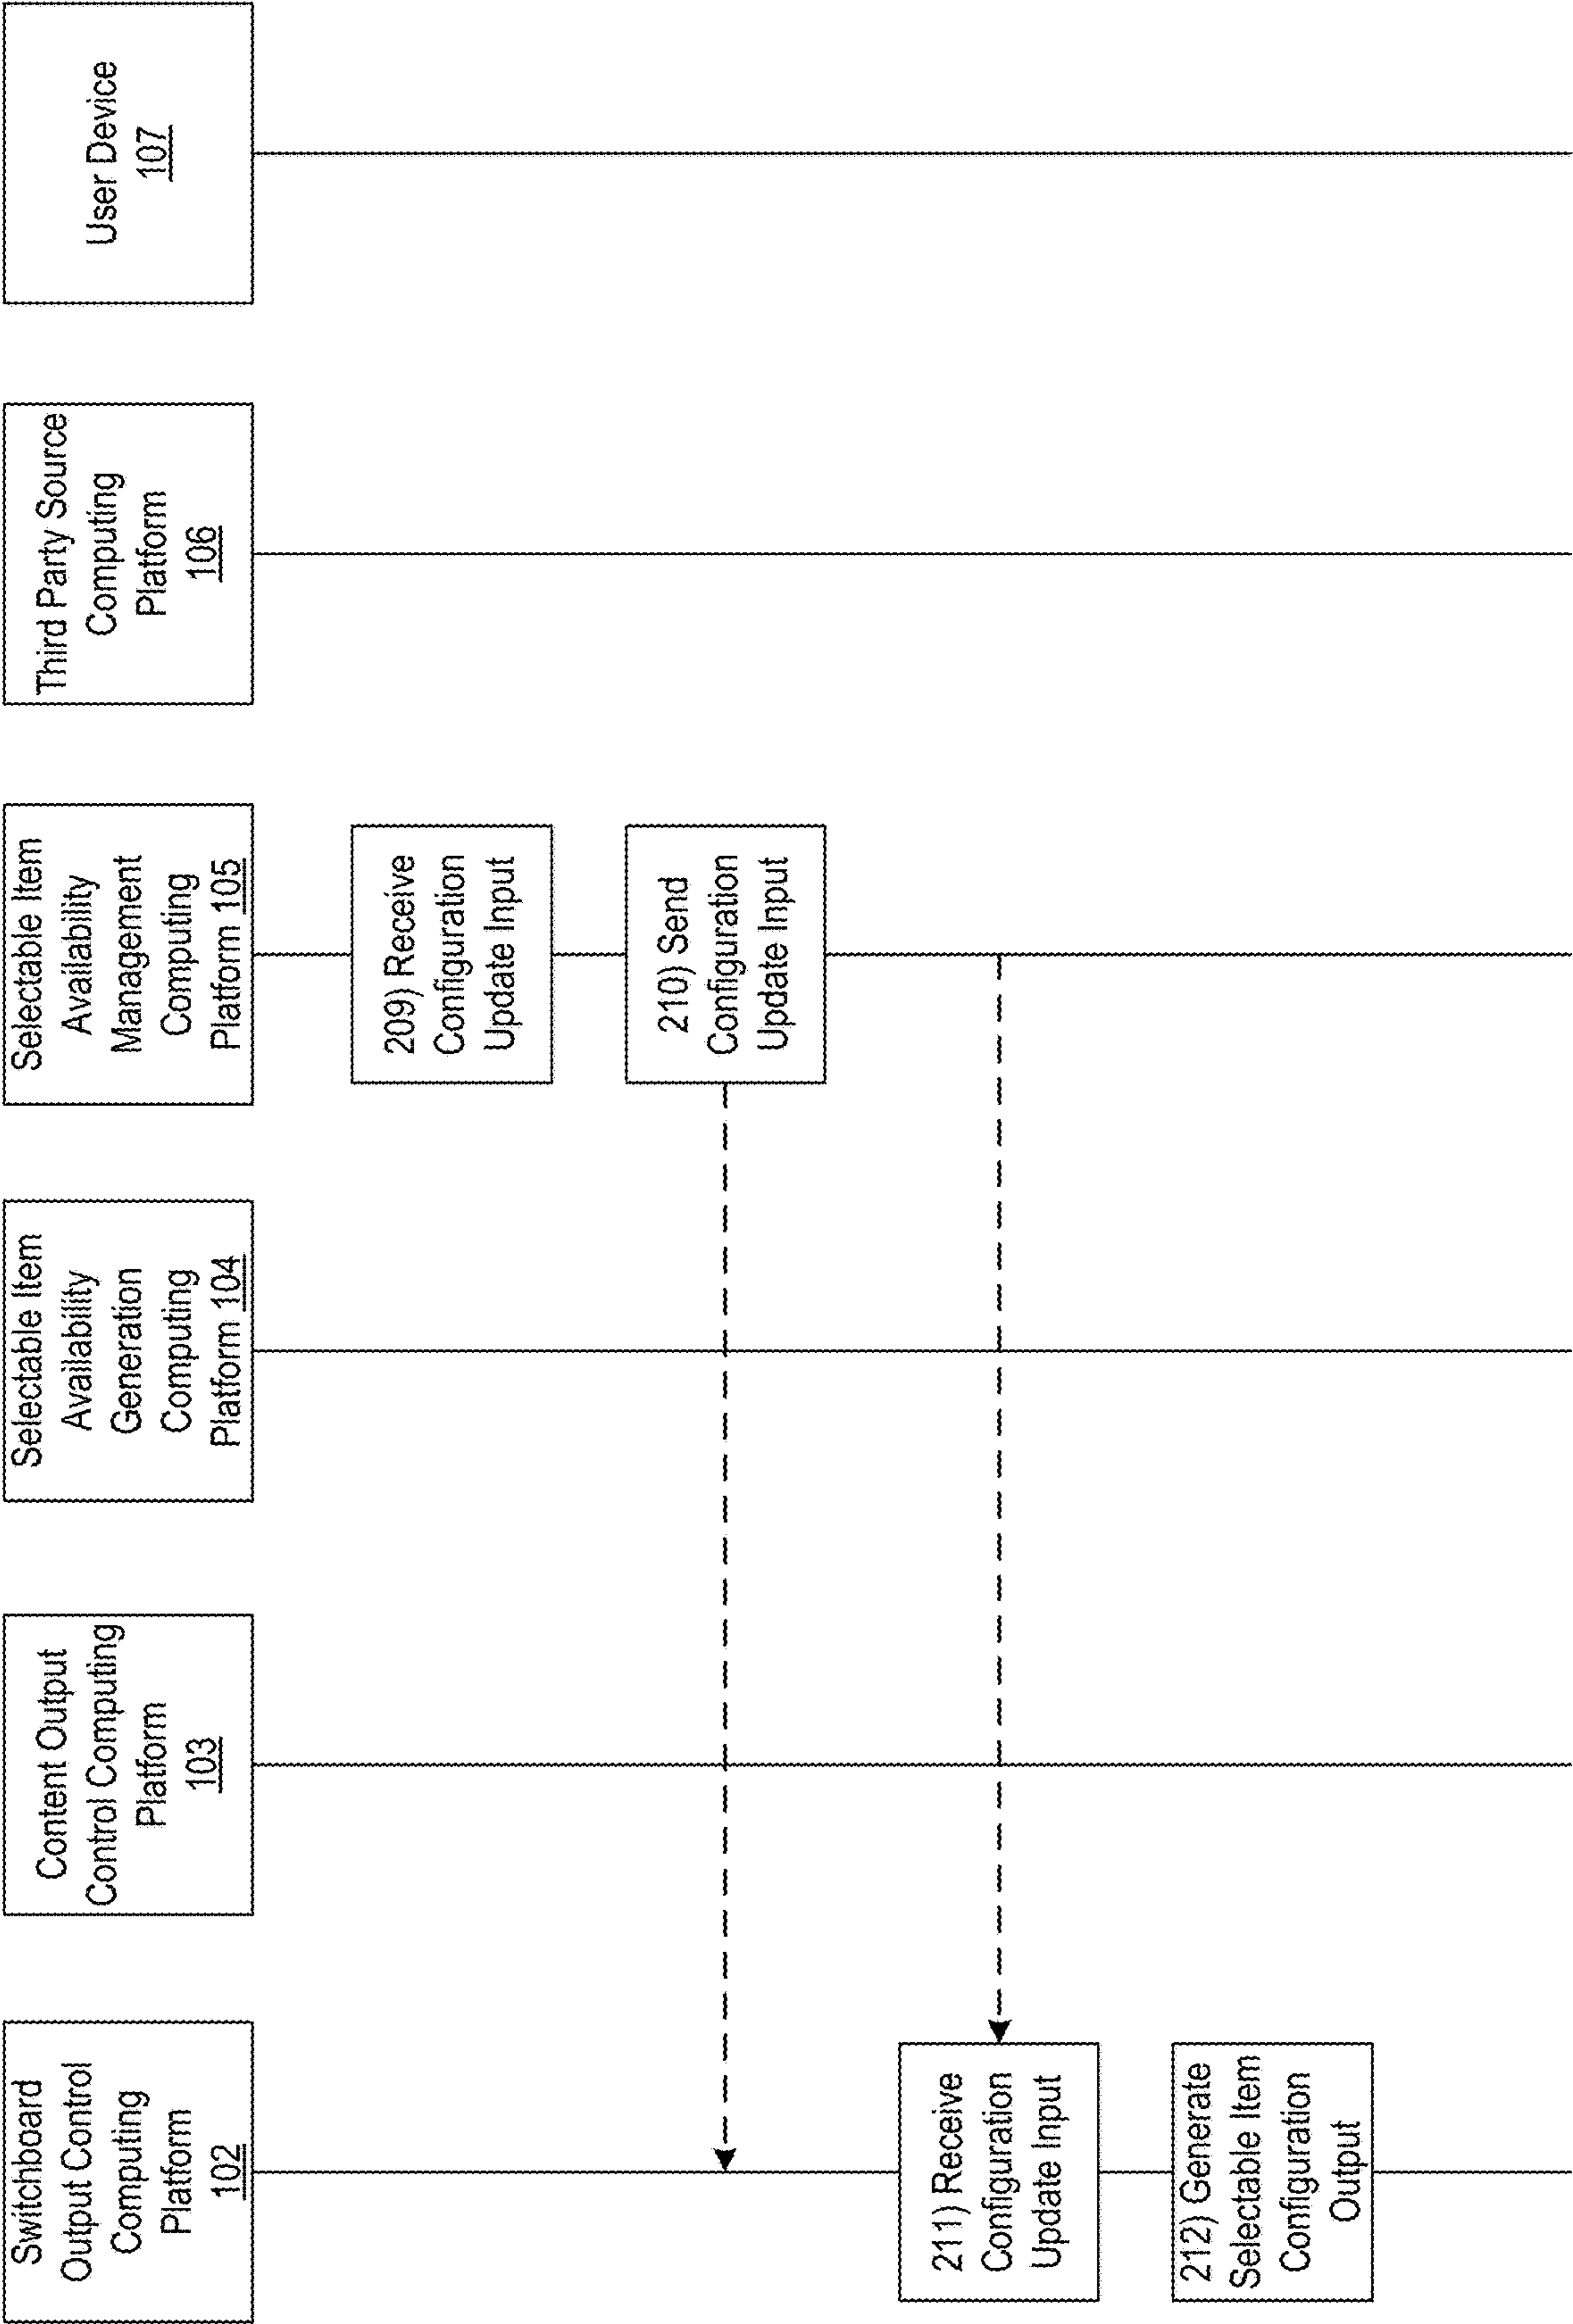 Switchboard
Output Control
Computing
Platform
102
Content Output
Control Computing
Platform
103
Selectable Item
Availability
Generation
Computing
Platform 104
Selectable Item
Availability
Management
Computing
Platform 105
Third Party Source
Computing
Platform
106
User Device
107
209) Receive
Configuration
Update Input
210) Send
Configuration
Update Input
211) Receive
Configuration
Update Input
212) Generate
Selectable Item
Configuration
Output